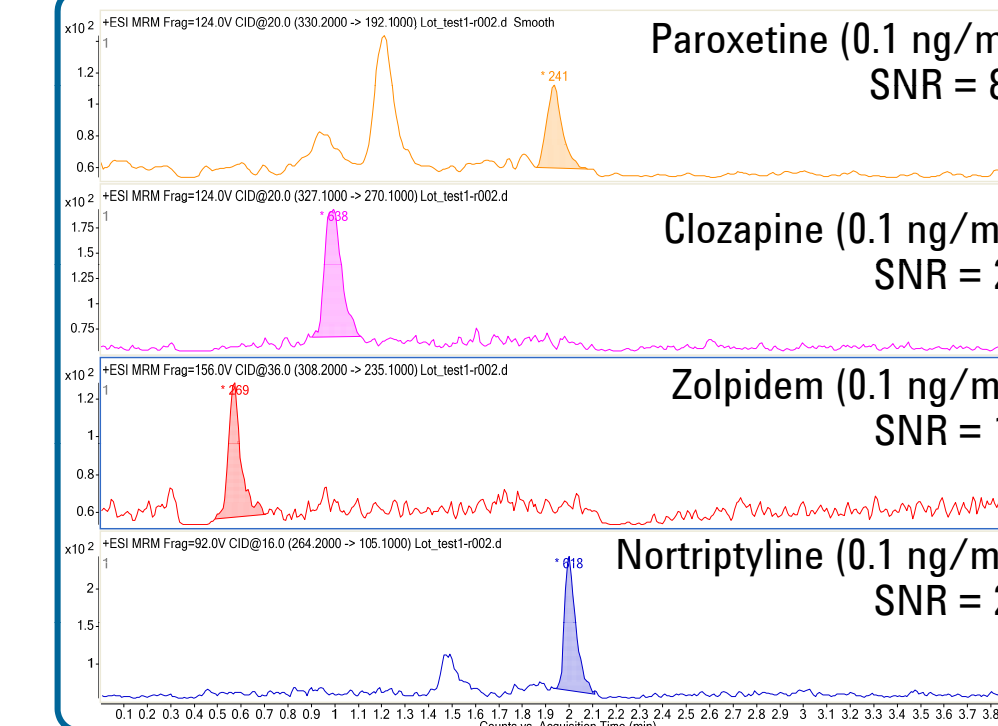 +ESI MRM Frag=124.0V CID@20.0 (330.2000 -> 192.1000) Lot_test1-r002.d Smooth
x10 2
1
1.2
1
0.8
0.6
* 241
Paroxetine (0.1 ng/m
SNR = 8
+ESI MRM Frag=124.0V CID@20.0 (327.1000 -> 270.1000) Lot_test1-r002.d
x10 2
1
1.75
1.5
1.25
1
0.75
* 638
Clozapine (0.1 ng/m
SNR = 2
+ESI MRM Frag=156.0V CID@36.0 (308.2000 -> 235.1000) Lot_test1-r002.d
x10 2
1
1.2
1
0.8
0.6
* 269
Zolpidem (0.1 ng/m
SNR = 1
+ESI MRM Frag=92.0V CID@16.0 (264.2000 -> 105.1000) Lot_test1-r002.d
x10 2
1
2
1.5
1
* 618
Nortriptyline (0.1 ng/m
SNR = 2
0.1 0.2 0.3 0.4 0.5 0.6 0.7 0.8 0.9 1 1.1 1.2 1.3 1.4 1.5 1.6 1.7 1.8 1.9 2 2.1 2.2 2.3 2.4 2.5 2.6 2.7 2.8 2.9 3 3.1 3.2 3.3 3.4 3.5 3.6 3.7 3.8
Counts vs. Acquisition Time (min)